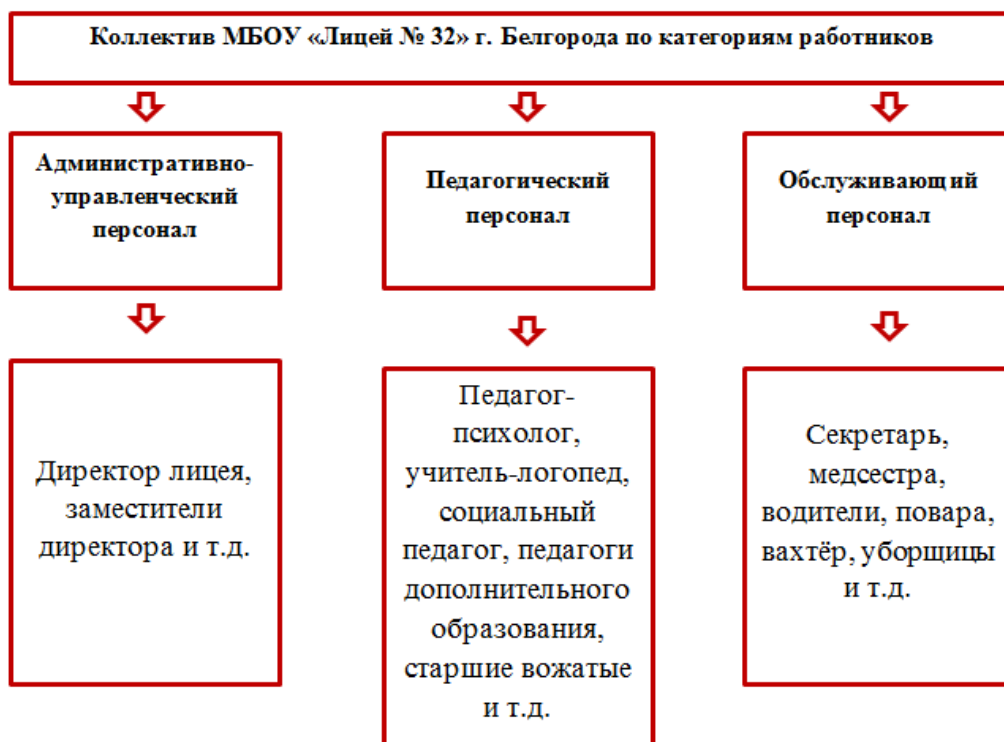 Коллектив МБОУ «Лицей № 32» г. Белгорода по категориям работников
Административно-
управленческий
персонал
Педагогический
персонал
Обслуживающий
персонал
Директор лицея,
заместители
директора и т.д.
Педагог-
психолог,
учитель-логопед,
социальный
педагог, педагоги
дополнительного
образования,
старшие вожатые
и т.д.
Секретарь,
медсестра,
водители, повара,
вахтёр, уборщицы
и т.д.